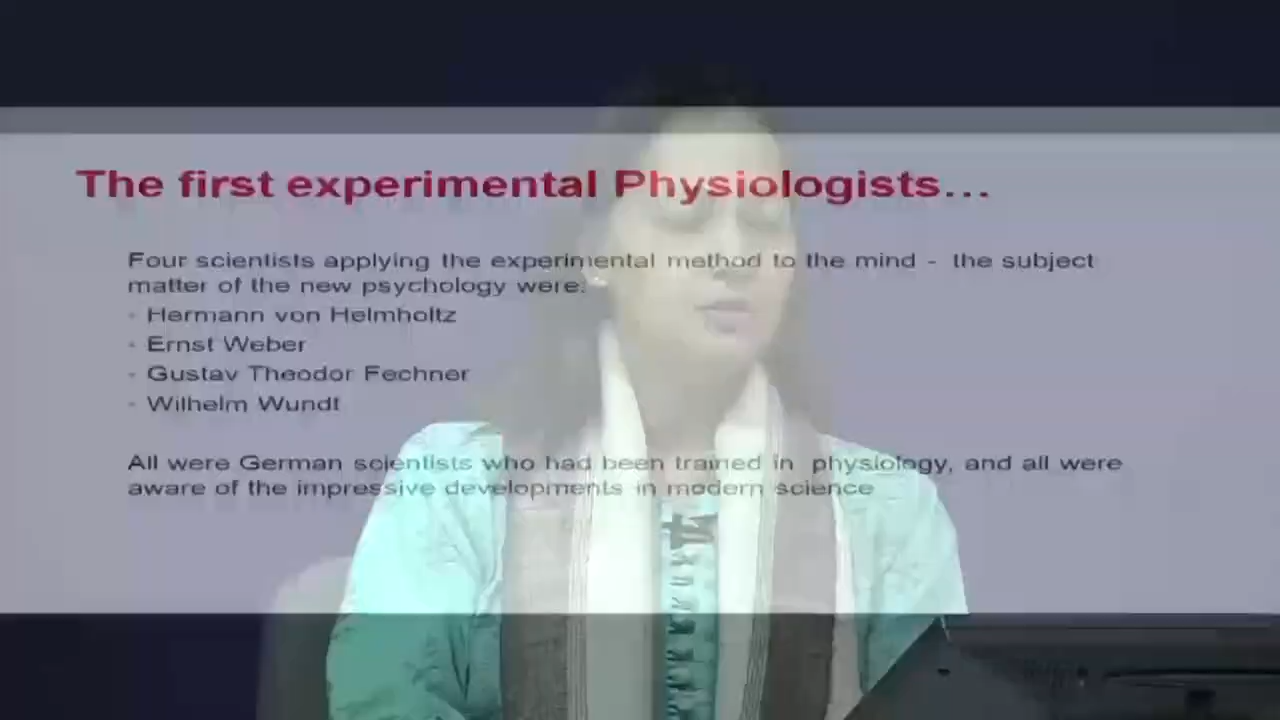 The first experimental Physiologists...
Four scientists applying the experimental method to the mind - the subject
matter of the new psychology were:
- Hermann von Helmholtz
- Ernst Weber
- Gustav Theodor Fechner
- Wilhelm Wundt
All were German scientists who had been trained in physiology, and all were
aware of the impressive developments in modern science